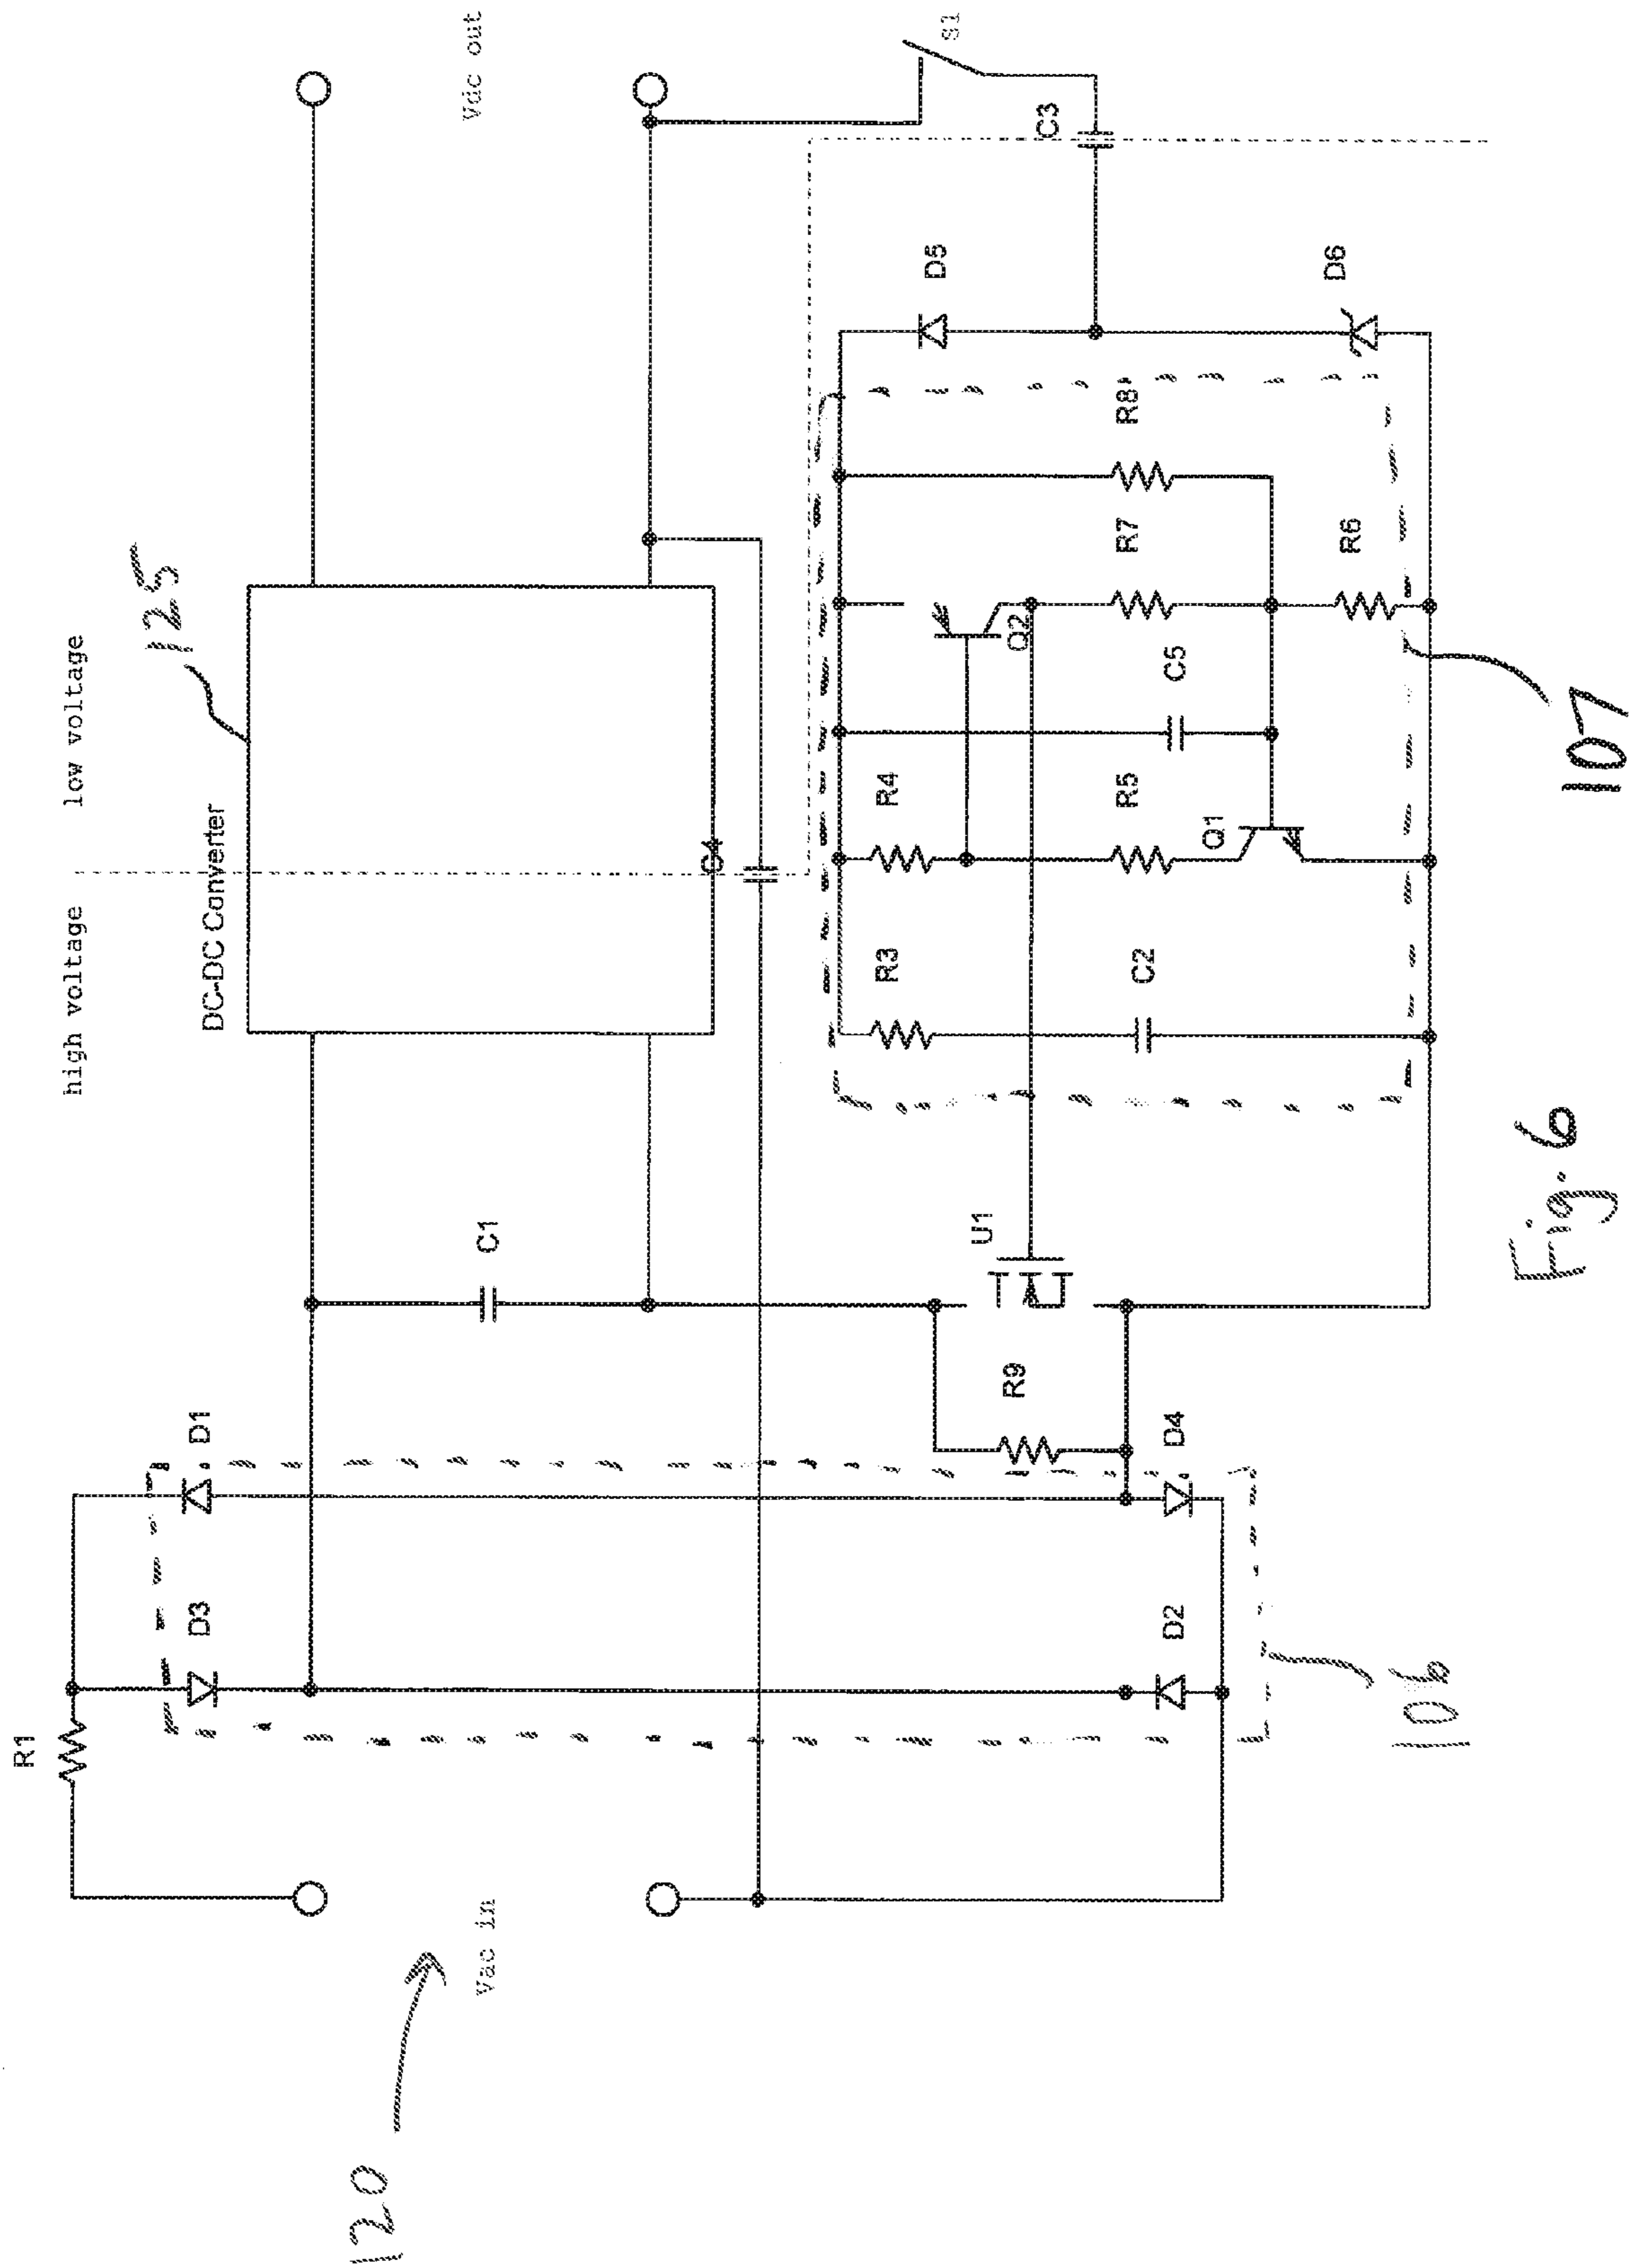 high voltage
low voltage
125
DC-DC Converter
Vdc out
R1
D3
D1
C1
C4
S1
120
Vac in
U1
R9
R3
R4
Q2
D5
C3
C2
R5
C5
R7
R8
Q1
D2
D4
R6
D6
106
107
Fig. 6